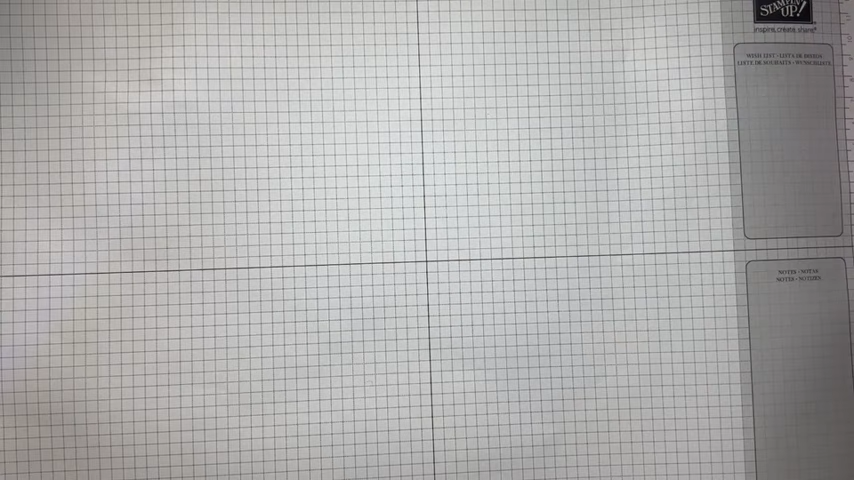 STAMPIN'
UP!
inspire.create.share
WISH LIST • LISTA DE DESEOS
LISTE DE SOUHAITS • WUNSCHLISTE
NOTES • NOTAS
NOTES • NOTIZEN